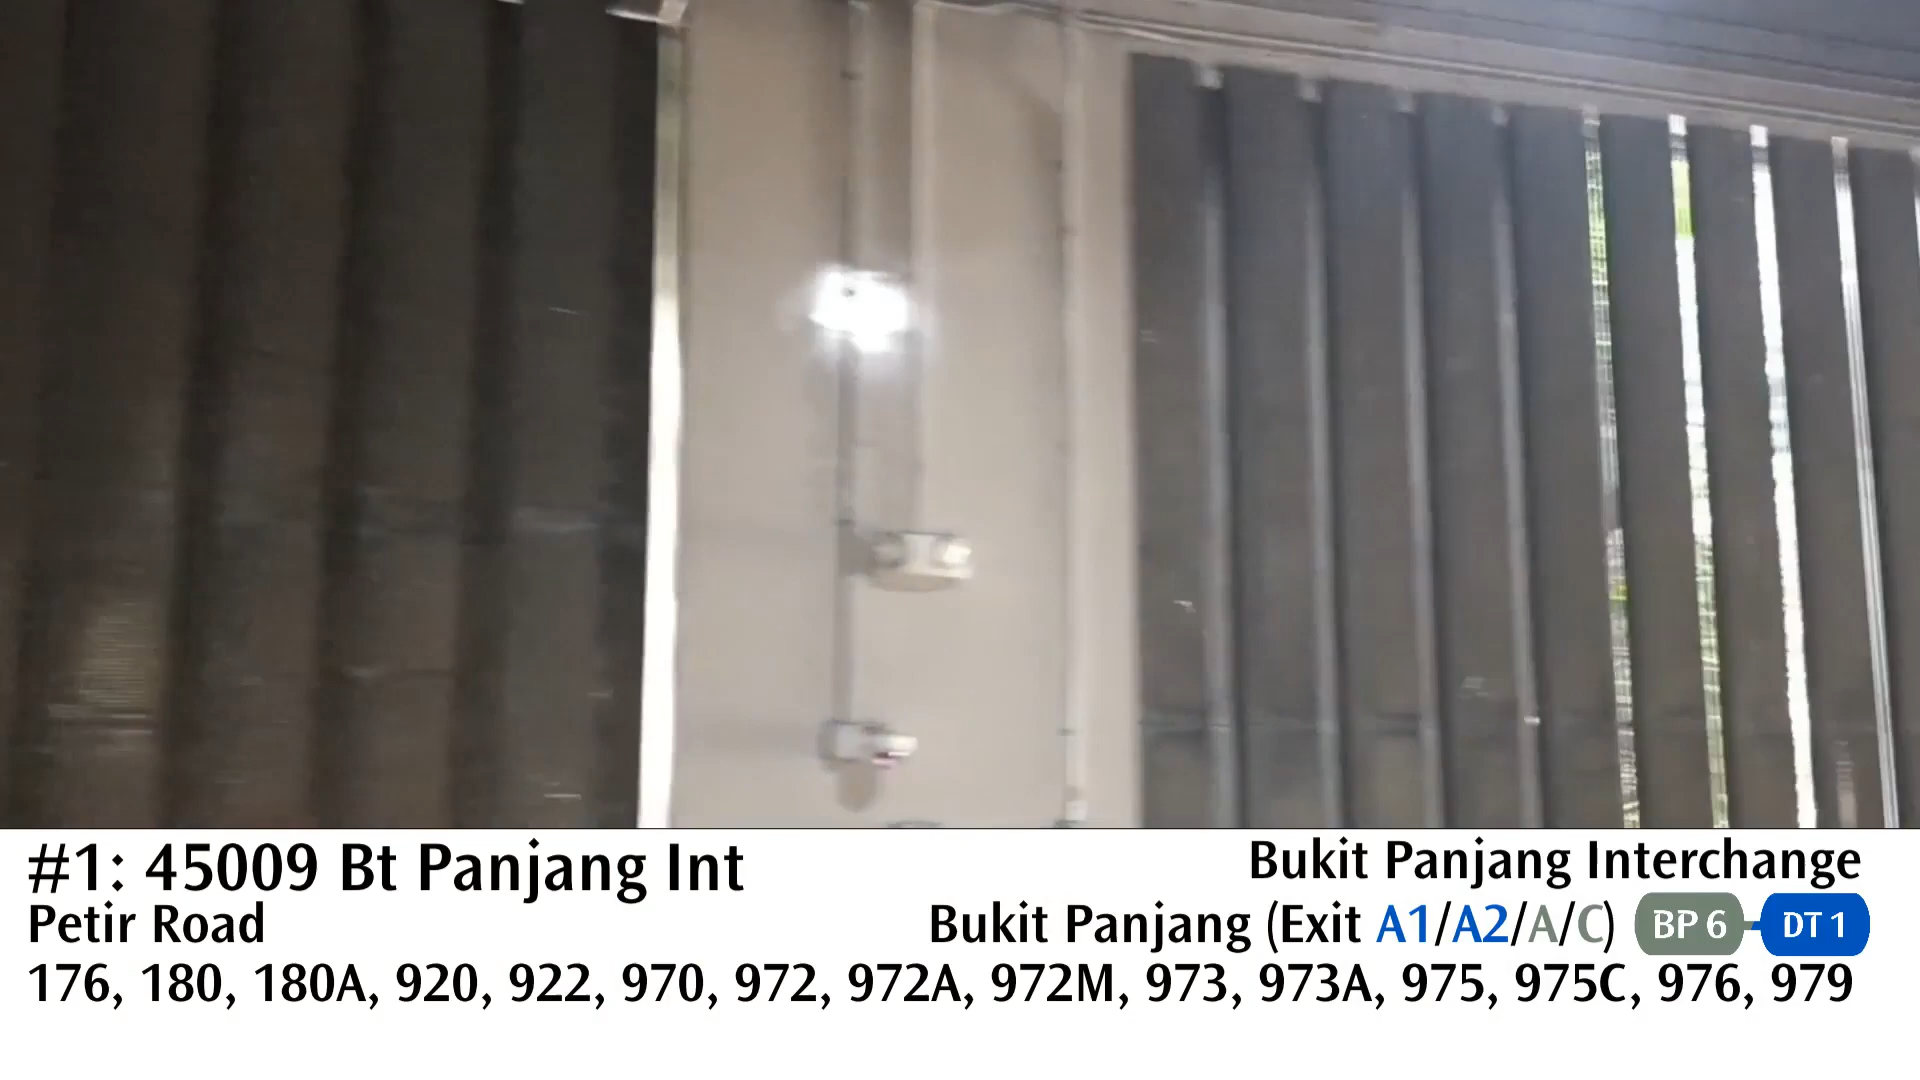 #1: 45009 Bt Panjang Int
Bukit Panjang Interchange
Petir Road
Bukit Panjang (Exit A1/A2/A/C) BP 6 DT 1
176, 180, 180A, 920, 922, 970, 972, 972A, 972M, 973, 973A, 975, 975C, 976, 979